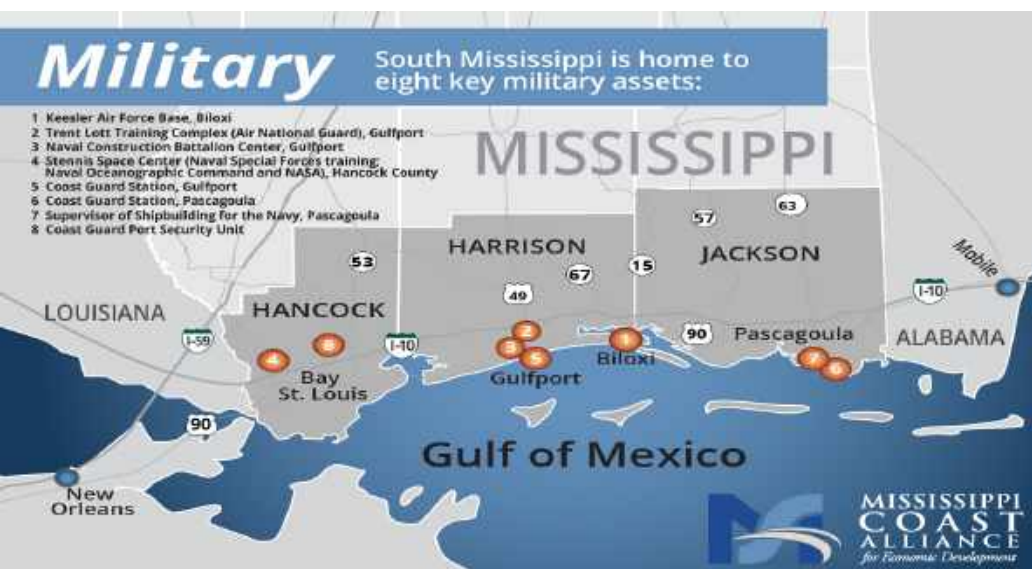 Military
South Mississippi is home to
eight key military assets:
1 Keesler Air Force Base, Biloxi
2 Trent Lott Training Complex (Air National Guard), Gulfport
3 Naval Construction Battalion Center, Gulfport
4 Stennis Space Center (Naval Special Forces training;
Naval Oceanographic Command and NASA), Hancock County
5 Coast Guard Station, Gulfport
6 Coast Guard Station, Pascagoula
7 Supervisor of Shipbuilding for the Navy, Pascagoula
8 Coast Guard Port Security Unit
MISSISSIPPI
63
57
HARRISON
JACKSON
53
67
15
49
Mobile
I-10
LOUISIANA
HANCOCK
I-59
8
I-10
4
2
3
5
1
90
Pascagoula
ALABAMA
Biloxi
7
6
Gulfport
Bay
St. Louis
90
Gulf of Mexico
New
Orleans
MISSISSIPPI
COAST
ALLIANCE
for Economic Development